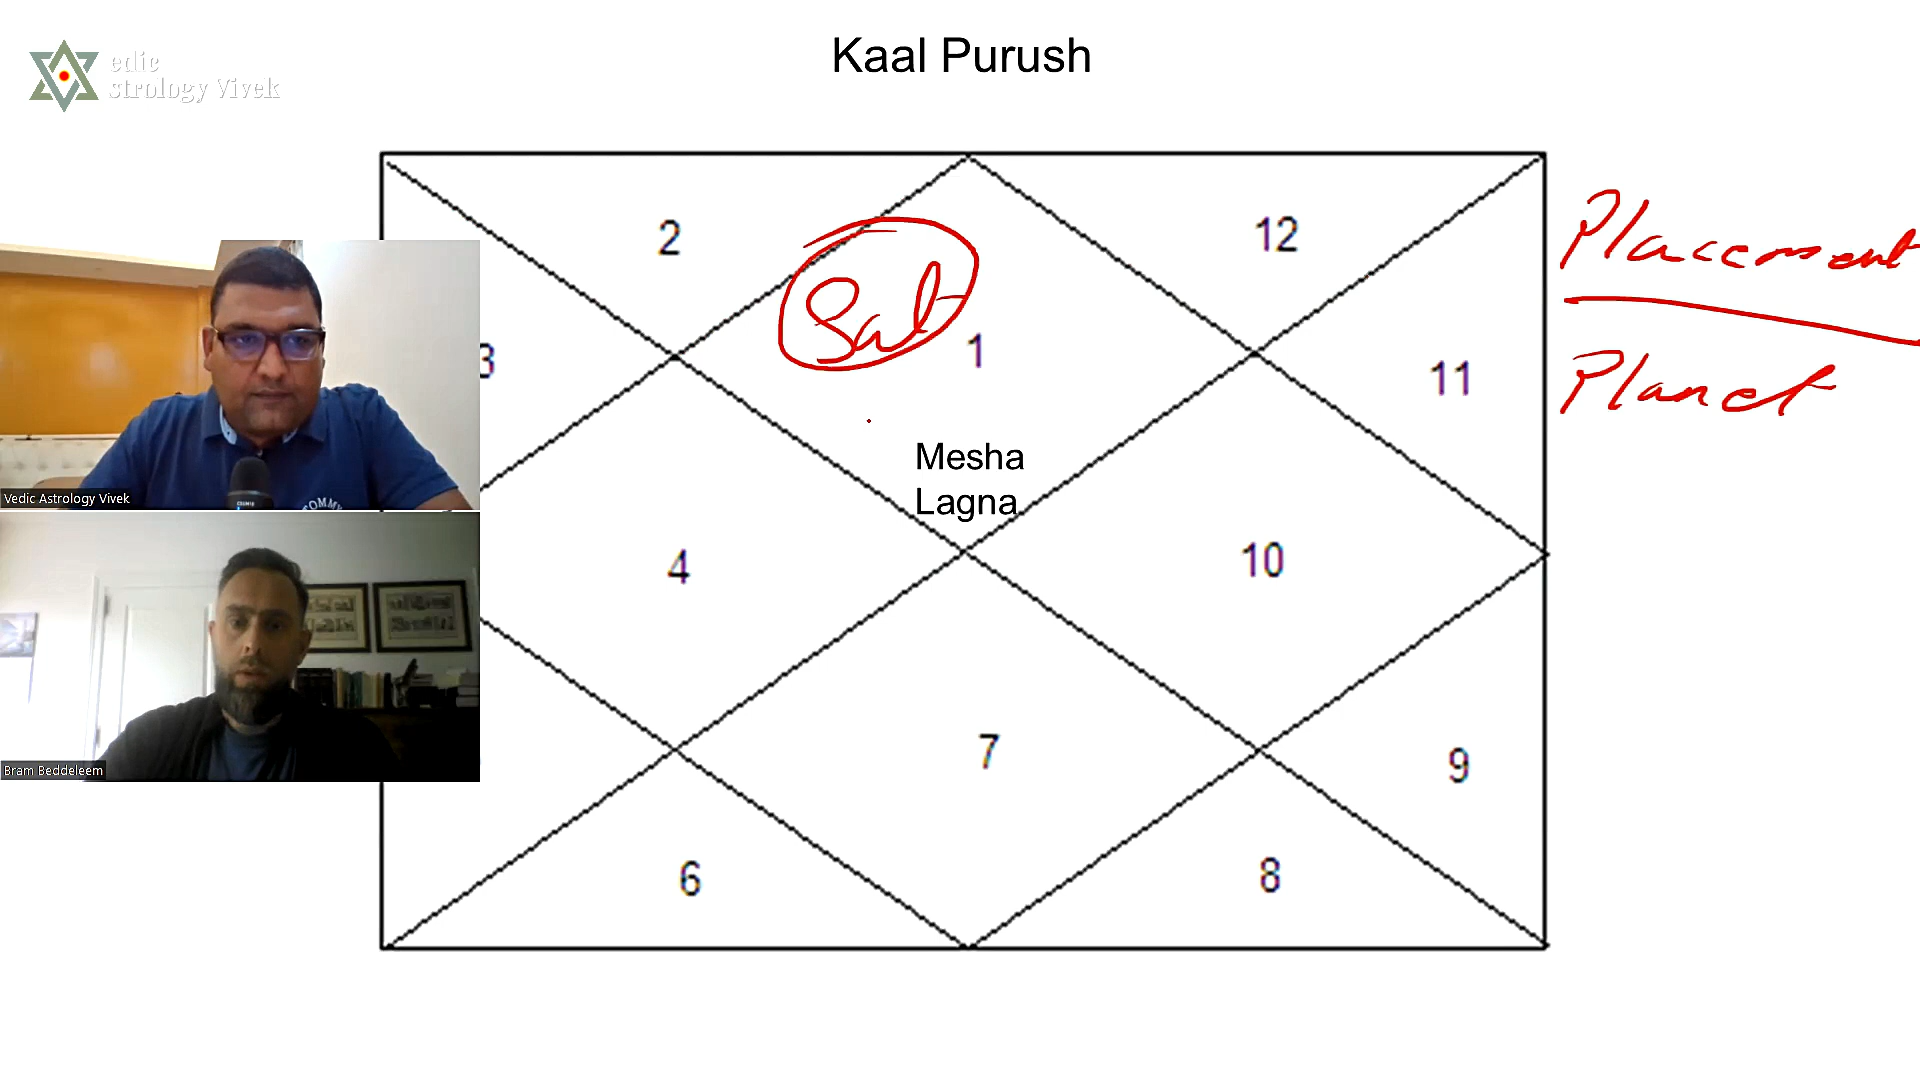 Kaal Purush
edic
strology Vivek
2
12
Sat
Placement
3
1
11
Planet
Mesha
Lagna
Vedic Astrology Vivek
4
10
7
9
Bram Beddeleem
6
8